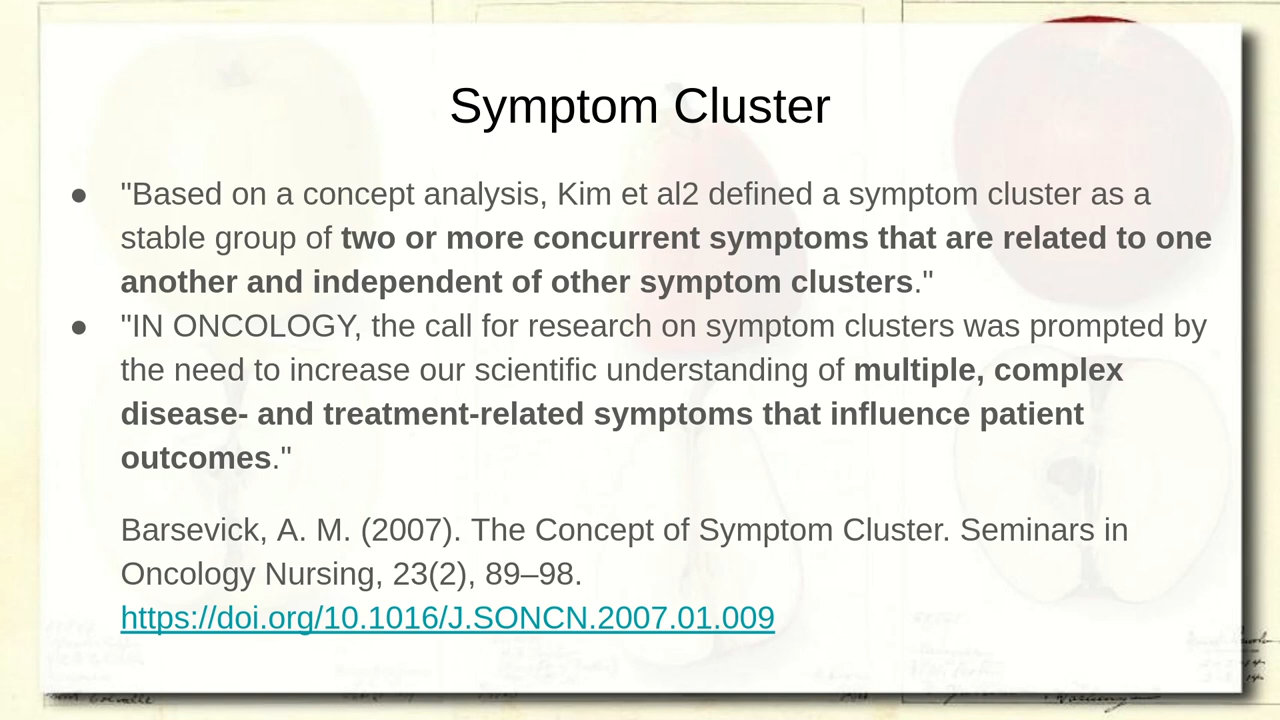 Symptom Cluster
● "Based on a concept analysis, Kim et al2 defined a symptom cluster as a
stable group of two or more concurrent symptoms that are related to one
another and independent of other symptom clusters."
● "IN ONCOLOGY, the call for research on symptom clusters was prompted by
the need to increase our scientific understanding of multiple, complex
disease- and treatment-related symptoms that influence patient
outcomes."
Barsevick, A. M. (2007). The Concept of Symptom Cluster. Seminars in
Oncology Nursing, 23(2), 89–98.
https://doi.org/10.1016/J.SONCN.2007.01.009